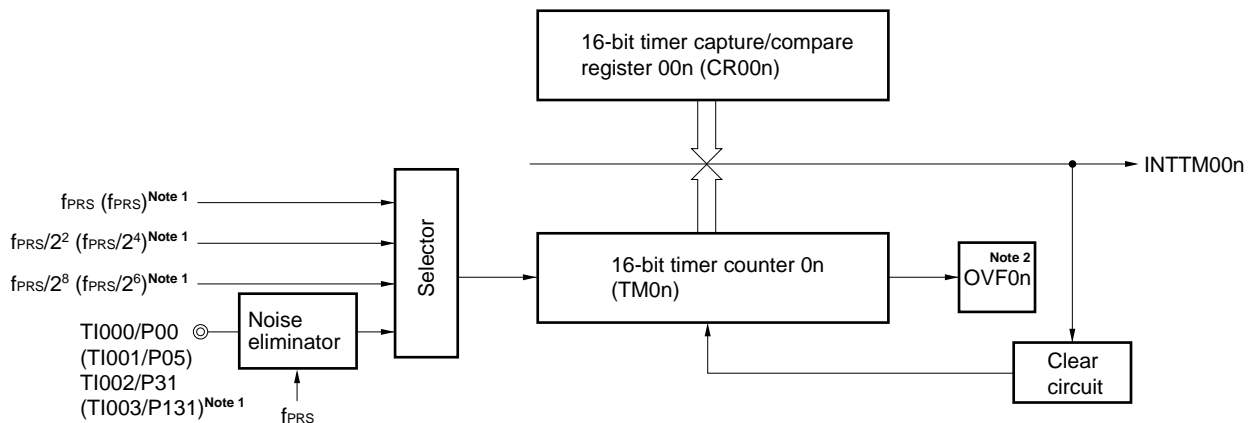 16-bit timer capture/compare
register 00n (CR00n)
INTTM00n
fPRS (fPRS)Note 1
fPRS/2² (fPRS/2⁴)Note 1
fPRS/2⁸ (fPRS/2⁶)Note 1
Selector
16-bit timer counter 0n
(TM0n)
Note 2
OVF0n
TI000/P00
(TI001/P05)
TI002/P31
(TI003/P131)Note 1
Noise
eliminator
fPRS
Clear
circuit